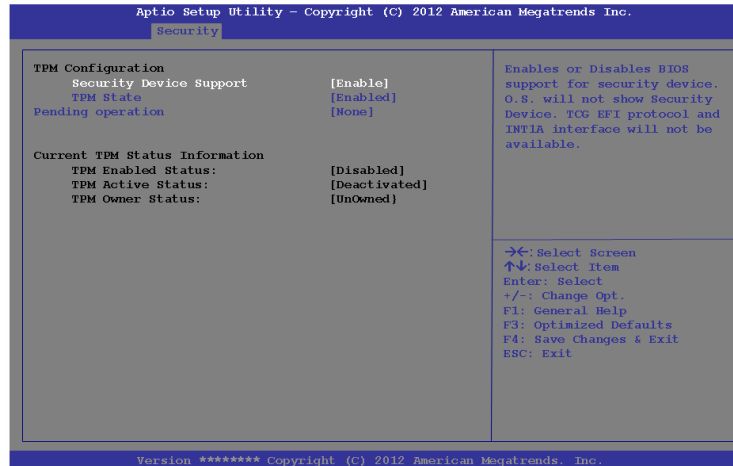 Aptio Setup Utility – Copyright (C) 2012 American Megatrends Inc.
Security
TPM Configuration
Security Device Support [Enable]
TPM State [Enabled]
Pending operation [None]
Current TPM Status Information
TPM Enabled Status: [Disabled]
TPM Active Status: [Deactivated]
TPM Owner Status: [UnOwned}
Enables or Disables BIOS
support for security device.
O.S. will not show Security
Device. TCG EFI protocol and
INT1A interface will not be
available.
→←:Select Screen
↑↓:Select Item
Enter: Select
+/-: Change Opt.
F1: General Help
F3: Optimized Defaults
F4: Save Changes & Exit
ESC: Exit
Version ******** Copyright (C) 2012 American Megatrends. Inc.